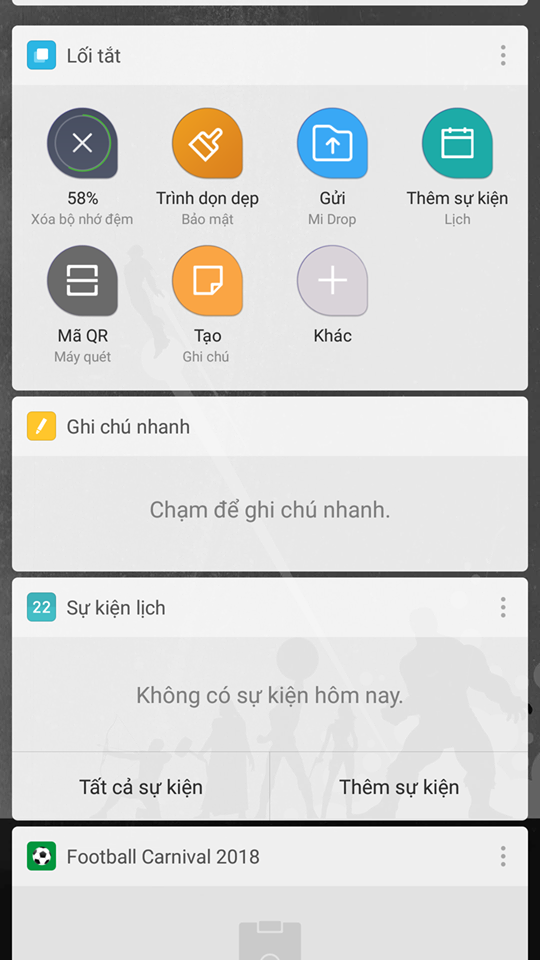 Lối tắt
58% Trình dọn dẹp Gửi Thêm sự kiện
Xóa bộ nhớ đệm Bảo mật Mi Drop Lịch
Mã QR Tạo Khác
Máy quét Ghi chú
Ghi chú nhanh
Chạm để ghi chú nhanh.
22 Sự kiện lịch
Không có sự kiện hôm nay.
Tất cả sự kiện Thêm sự kiện
Football Carnival 2018